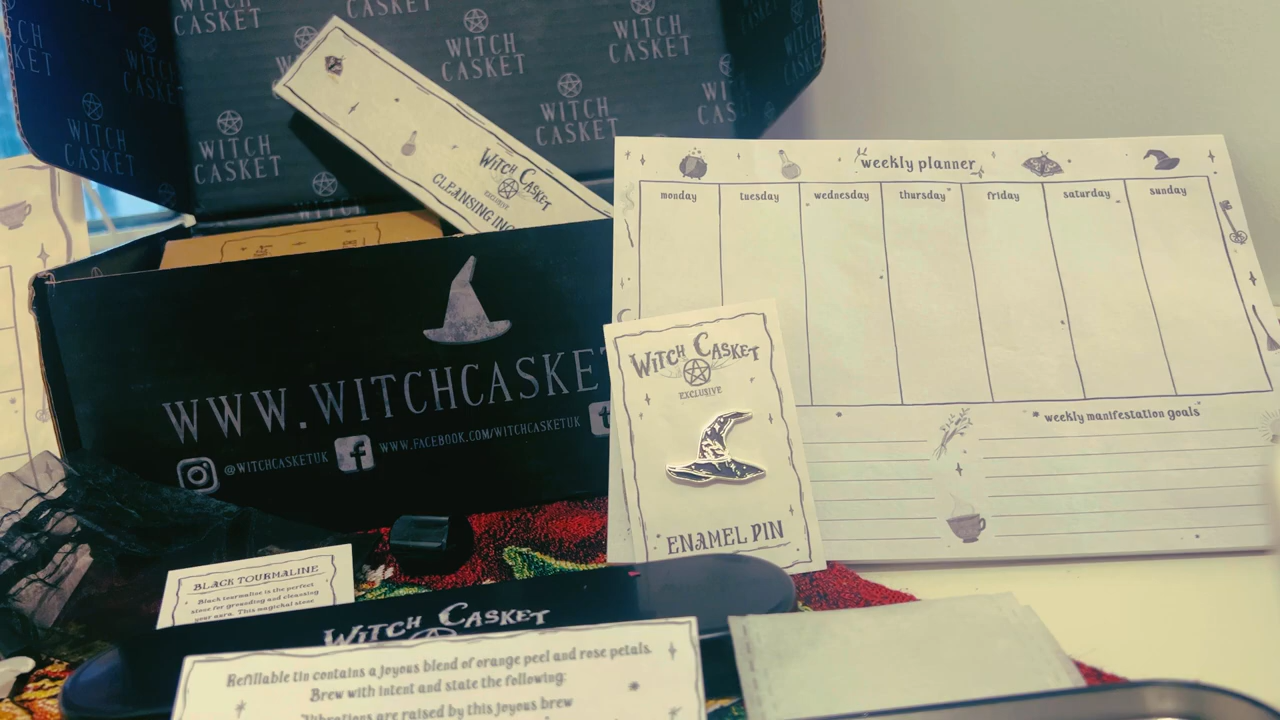 WITCH
CASKET
WITCH
CASKET
WITCH
CASKET
WITCH
CASKET
WITCH
CASKET
WITCH
CASKET
WITCH CASKET
EXCLUSIVE
CLEANSING
weekly planner
monday tuesday wednesday thursday friday saturday sunday
weekly manifestation goals
WWW.WITCHCASKE
@WITCHCASKETUK
WWW.FACEBOOK.COM/WITCHCASKETUK
WITCH CASKET
EXCLUSIVE
ENAMEL PIN
BLACK TOURMALINE
Black tourmaline is the perfect
stone for grounding and cleansing
your aura. This magickal stone
WITCH CASKET
Refillable tin contains a joyous blend of orange peel and rose petals.
Brew with intent and state the following:
Vibrations are raised by this joyous brew